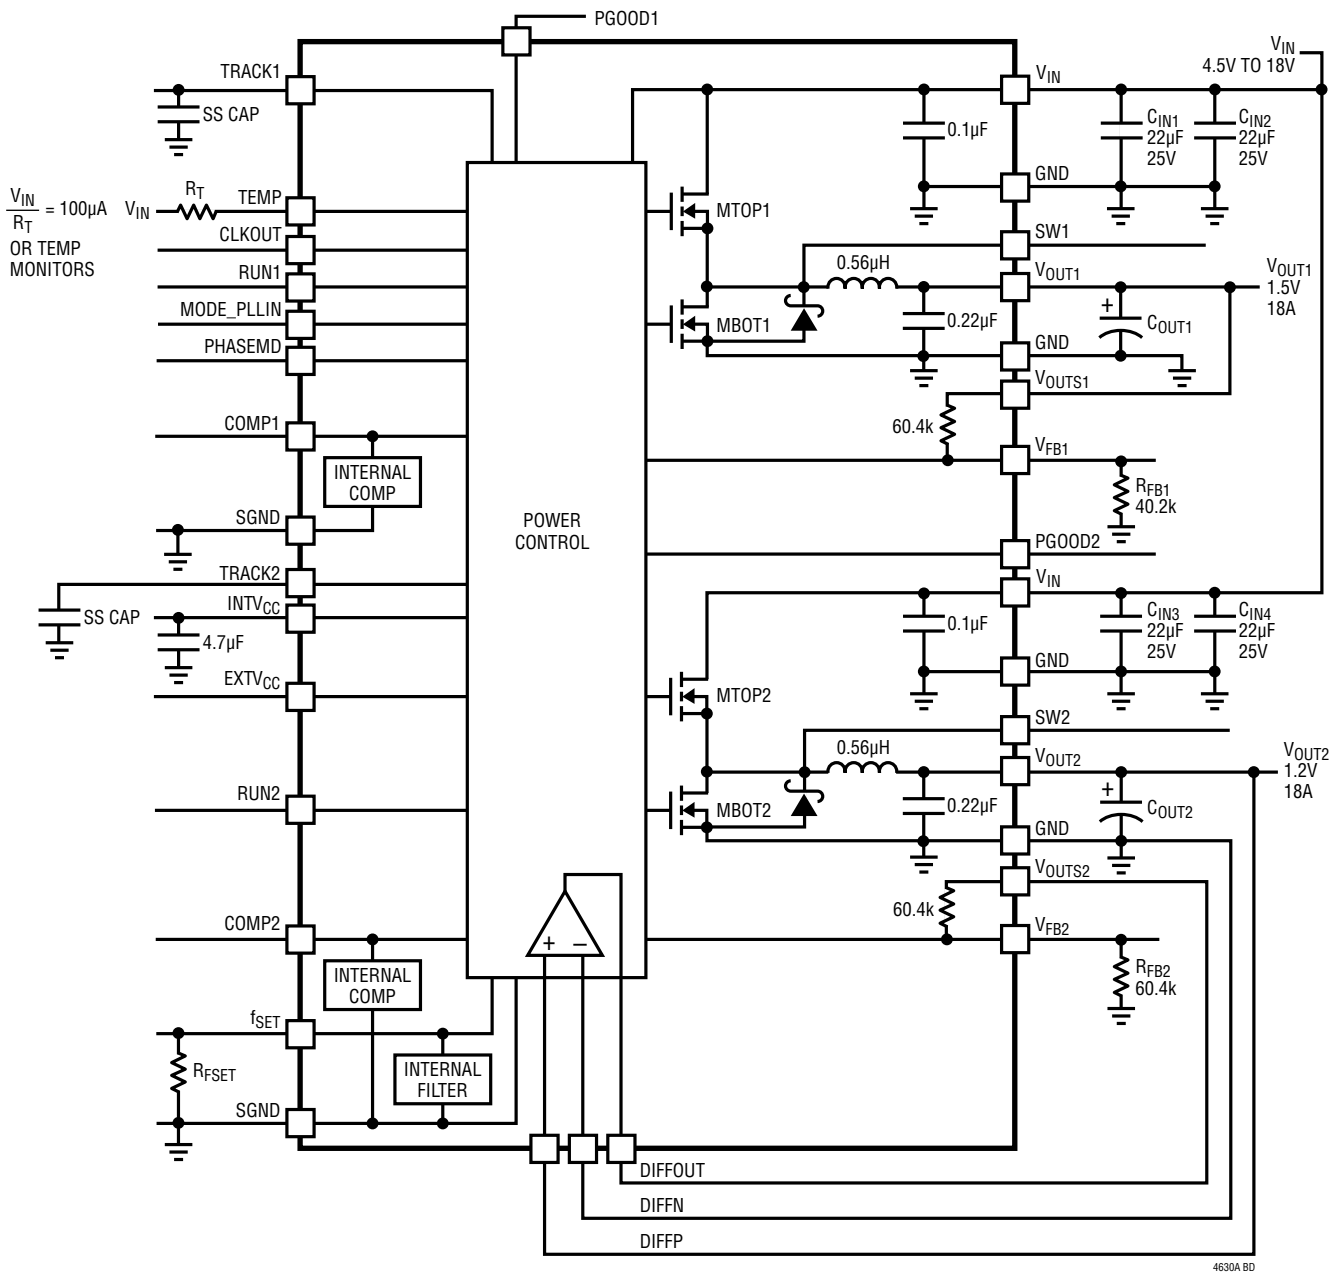 PGOOD1
TRACK1
SS CAP
VIN
4.5V TO 18V
VIN
0.1µF
CIN1
22µF
25V
CIN2
22µF
25V
GND
VIN
RT
= 100µA
OR TEMP
MONITORS
VIN
RT
TEMP
CLKOUT
RUN1
MODE_PLLIN
PHASEMD
MTOP1
SW1
0.56µH
VOUT1
VOUT1
1.5V
18A
MBOT1
0.22µF
COUT1
+
GND
VOUTS1
60.4k
COMP1
INTERNAL
COMP
VFB1
RFB1
40.2k
SGND
POWER
CONTROL
PGOOD2
TRACK2
SS CAP
INTVCC
4.7µF
VIN
0.1µF
CIN3
22µF
25V
CIN4
22µF
25V
GND
EXTVCC
MTOP2
SW2
0.56µH
VOUT2
VOUT2
1.2V
18A
RUN2
MBOT2
0.22µF
+
COUT2
GND
VOUTS2
60.4k
COMP2
+ –
VFB2
INTERNAL
COMP
RFB2
60.4k
fSET
RFSET
INTERNAL
FILTER
SGND
DIFFOUT
DIFFN
DIFFP
4630A BD